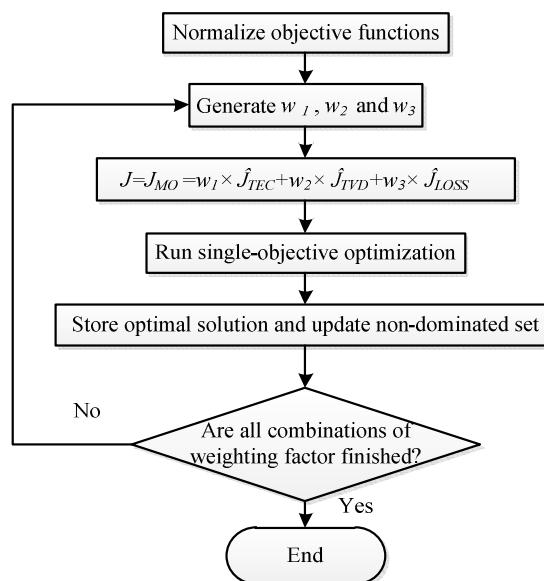 Normalize objective functions
Generate w 1 , w2 and w3
J=JMO =w1× ĴTEC+w2× ĴTVD+w3× ĴLOSS
Run single-objective optimization
Store optimal solution and update non-dominated set
No
Are all combinations of
weighting factor finished?
Yes
End